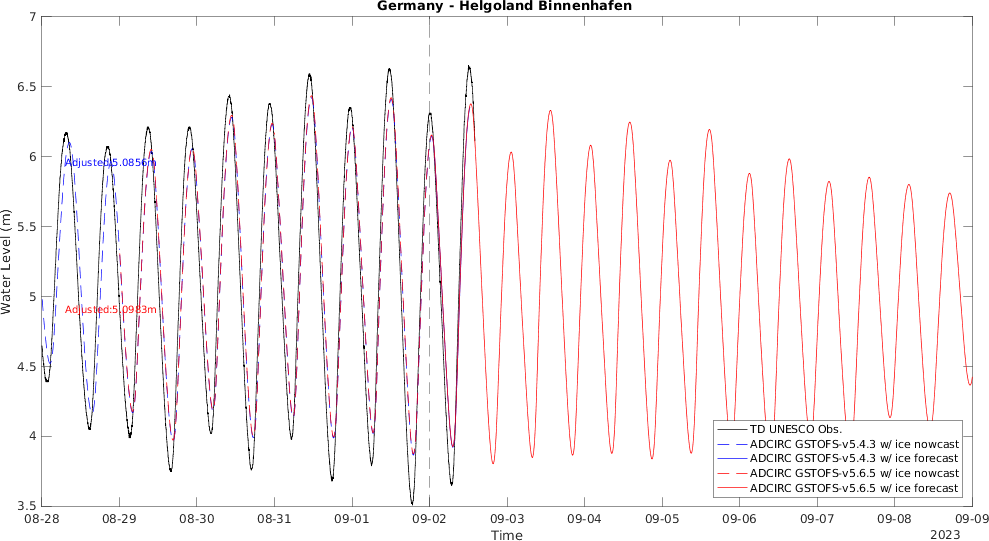 Germany - Helgoland Binnenhafen
Water Level (m)
7
6.5
6
5.5
5
4.5
4
3.5
Adjusted:5.0856m
Adjusted:5.0983m
TD UNESCO Obs.
ADCIRC GSTOFS-v5.4.3 w/ ice nowcast
ADCIRC GSTOFS-v5.4.3 w/ ice forecast
ADCIRC GSTOFS-v5.6.5 w/ ice nowcast
ADCIRC GSTOFS-v5.6.5 w/ ice forecast
08-28 08-29 08-30 08-31 09-01 09-02 09-03 09-04 09-05 09-06 09-07 09-08 09-09
Time
2023